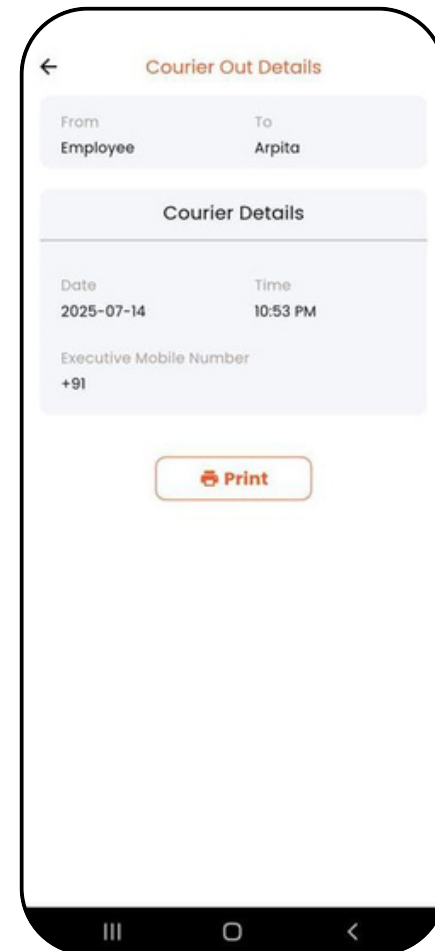 Courier Out Details
From To
Employee Arpita
Courier Details
Date Time
2025-07-14 10:53 PM
Executive Mobile Number
+91
Print